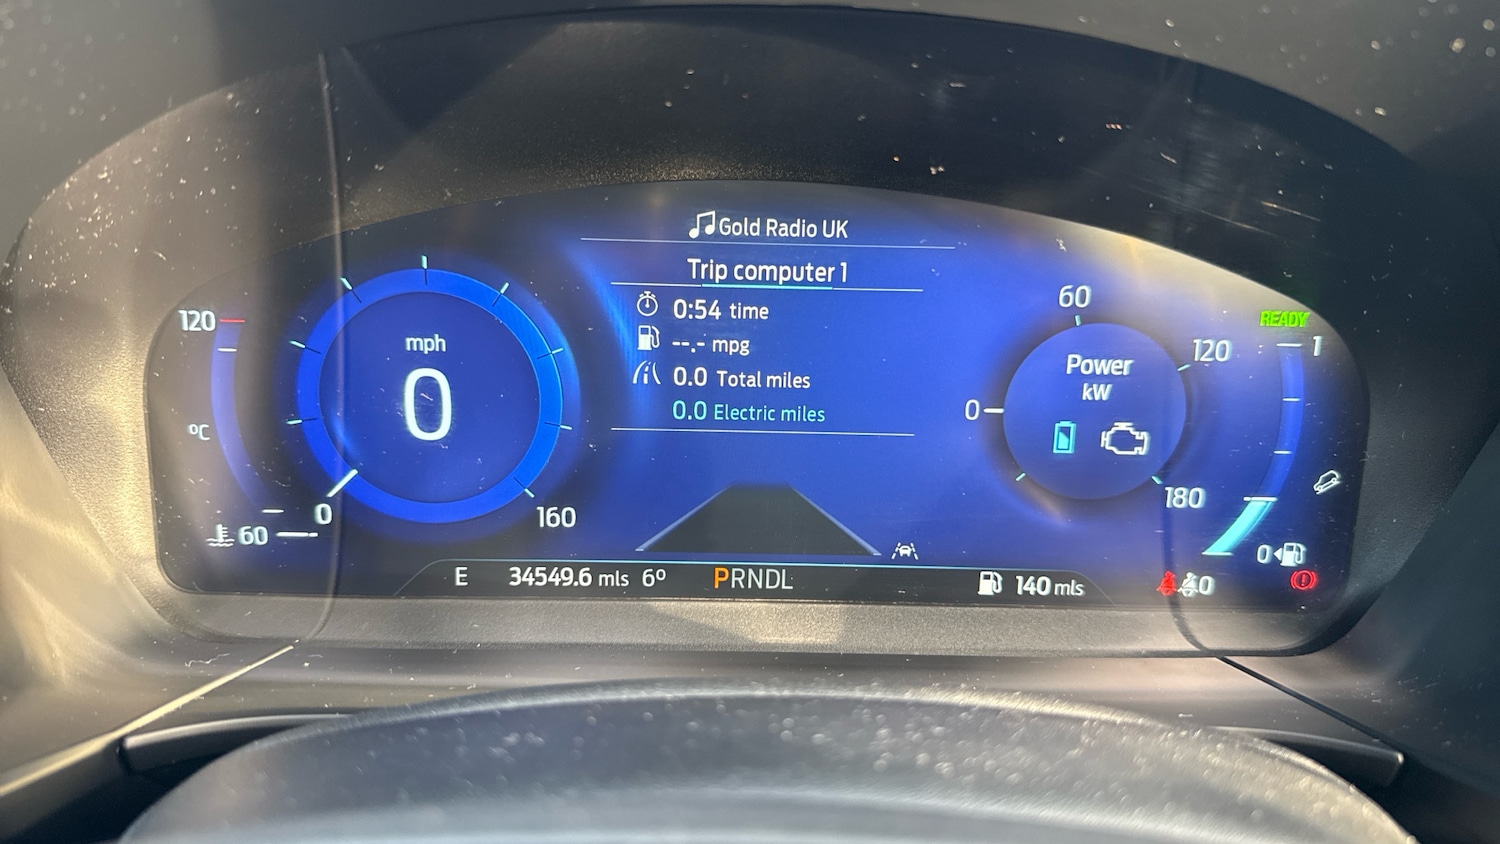 Gold Radio UK
Trip computer 1
0:54 time
--.- mpg
0.0 Total miles
0.0 Electric miles
120
°C
60
mph
0
0
160
60
0
120
180
Power
kW
READY
1
0
E 34549.6 mls 6° PRNDL 140 mls 0